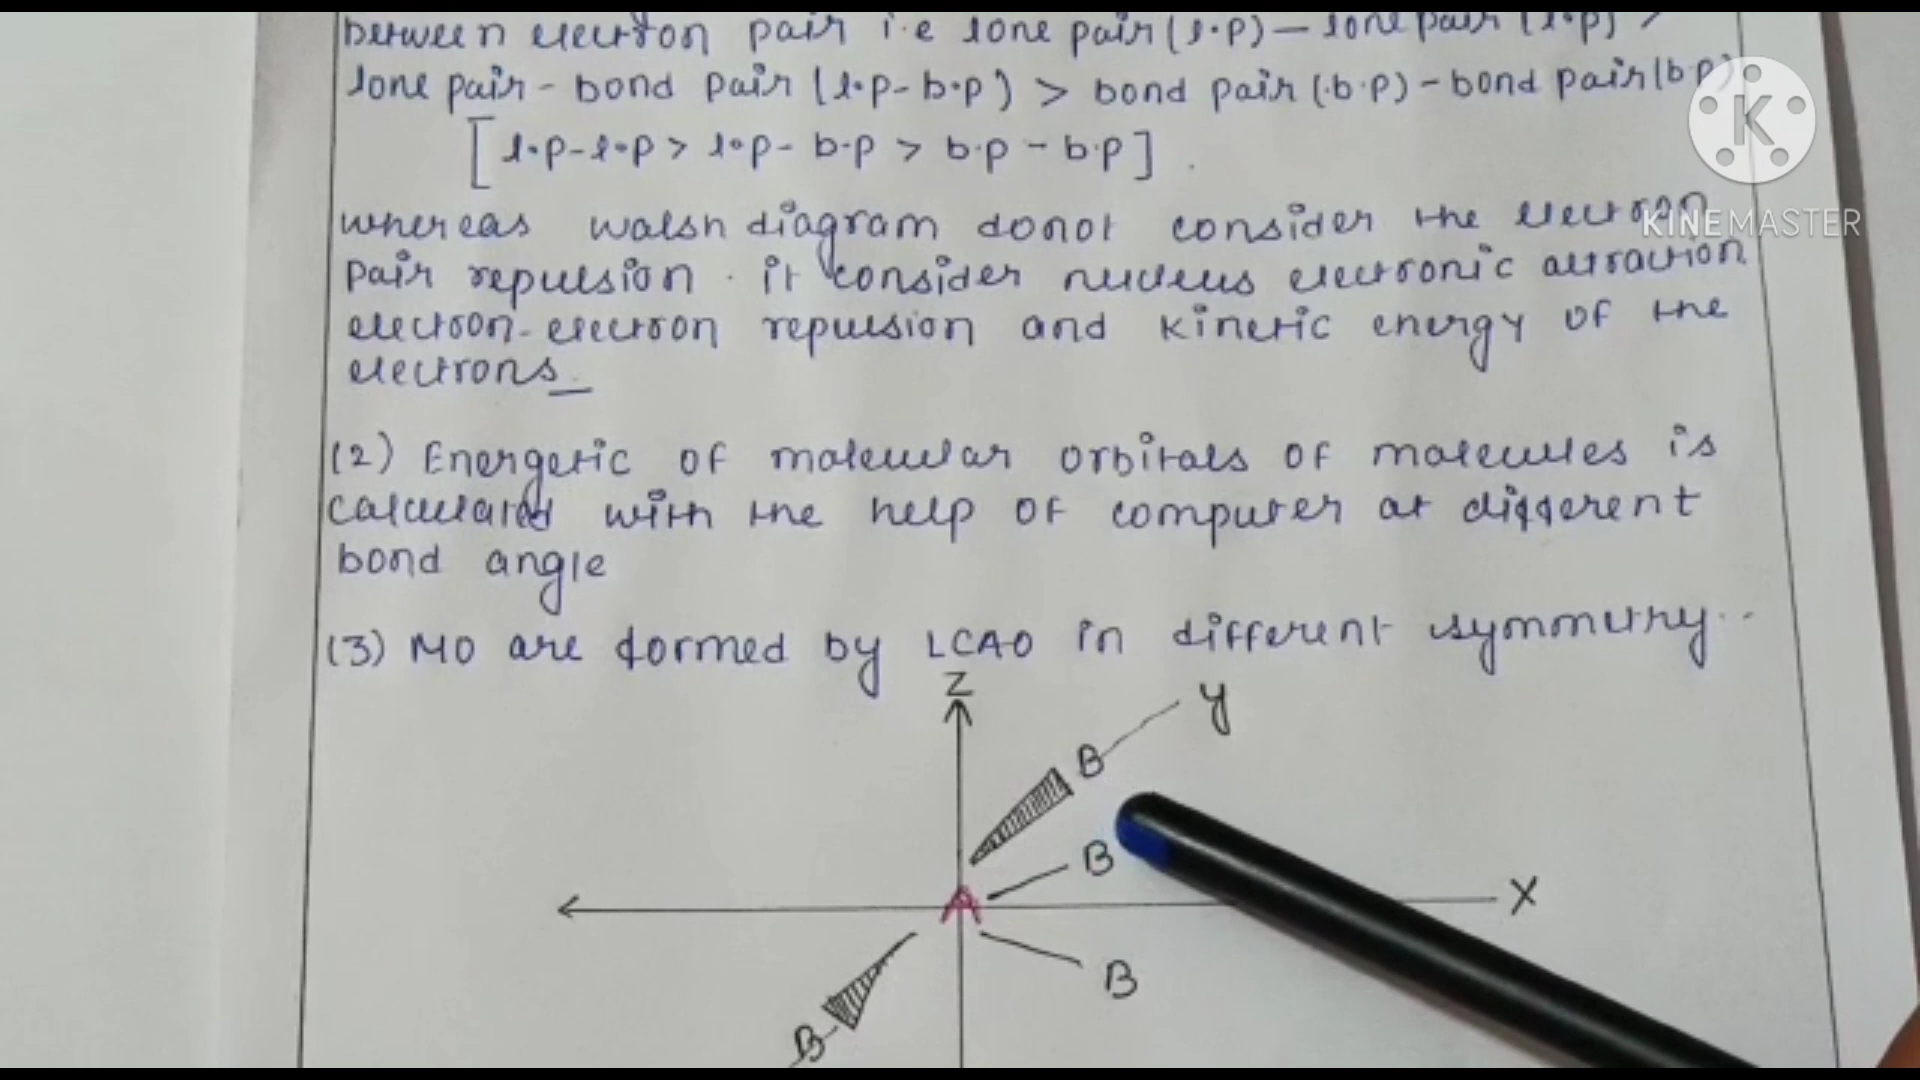 between electron pair i.e lone pair (l.p) – lone pair (l.p) >
lone pair - bond pair (l.p - b.p) > bond pair (b.p) - bond pair (b.p)
[l.p-l.p > l.p- b.p > b.p - b.p].
whereas walsh diagram donot consider the electron
pair repulsion. it consider nucleus electronic attraction
electron-electron repulsion and kinetic energy of the
electrons.
(2) Energetic of molecular orbitals of molecules is
calculated with the help of computer at different
bond angle
(3) MO are formed by LCAO in different symmetry..
Z
y
B
B
A
X
B
B
K
KINEMASTER